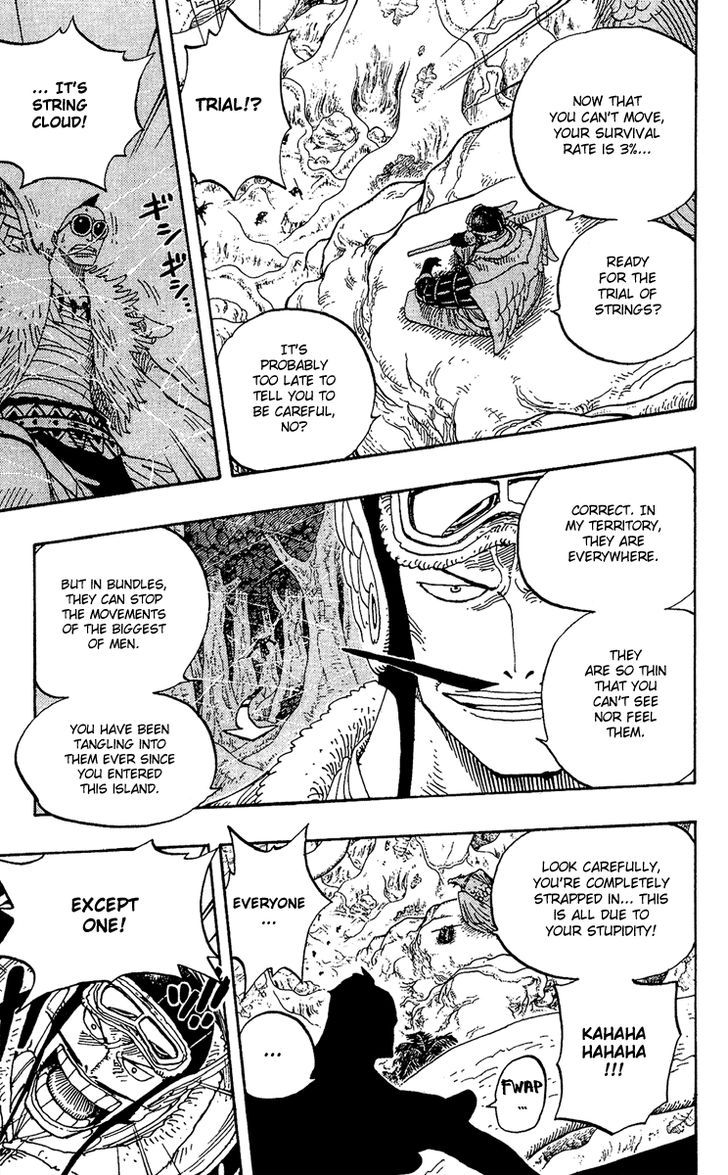 NOW THAT
YOU CAN'T MOVE,
YOUR SURVIVAL
RATE IS 3%...
READY
FOR THE
TRIAL OF
STRINGS?
TRIAL!?
IT'S
PROBABLY
TOO LATE TO
TELL YOU TO
BE CAREFUL,
NO?
... IT'S
STRING
CLOUD!
ギシ
ギシ...
CORRECT. IN
MY TERRITORY,
THEY ARE
EVERYWHERE.
THEY
ARE SO THIN
THAT YOU
CAN'T SEE
NOR FEEL
THEM.
BUT IN BUNDLES,
THEY CAN STOP
THE MOVEMENTS
OF THE BIGGEST
OF MEN.
YOU HAVE BEEN
TANGLING INTO
THEM EVER SINCE
YOU ENTERED
THIS ISLAND.
LOOK CAREFULLY,
YOU'RE COMPLETELY
STRAPPED IN... THIS
IS ALL DUE TO
YOUR STUPIDITY!
KAHAHA
HAHAHA
!!!
EVERYONE
...
FWAP
...
...
EXCEPT
ONE!
!!